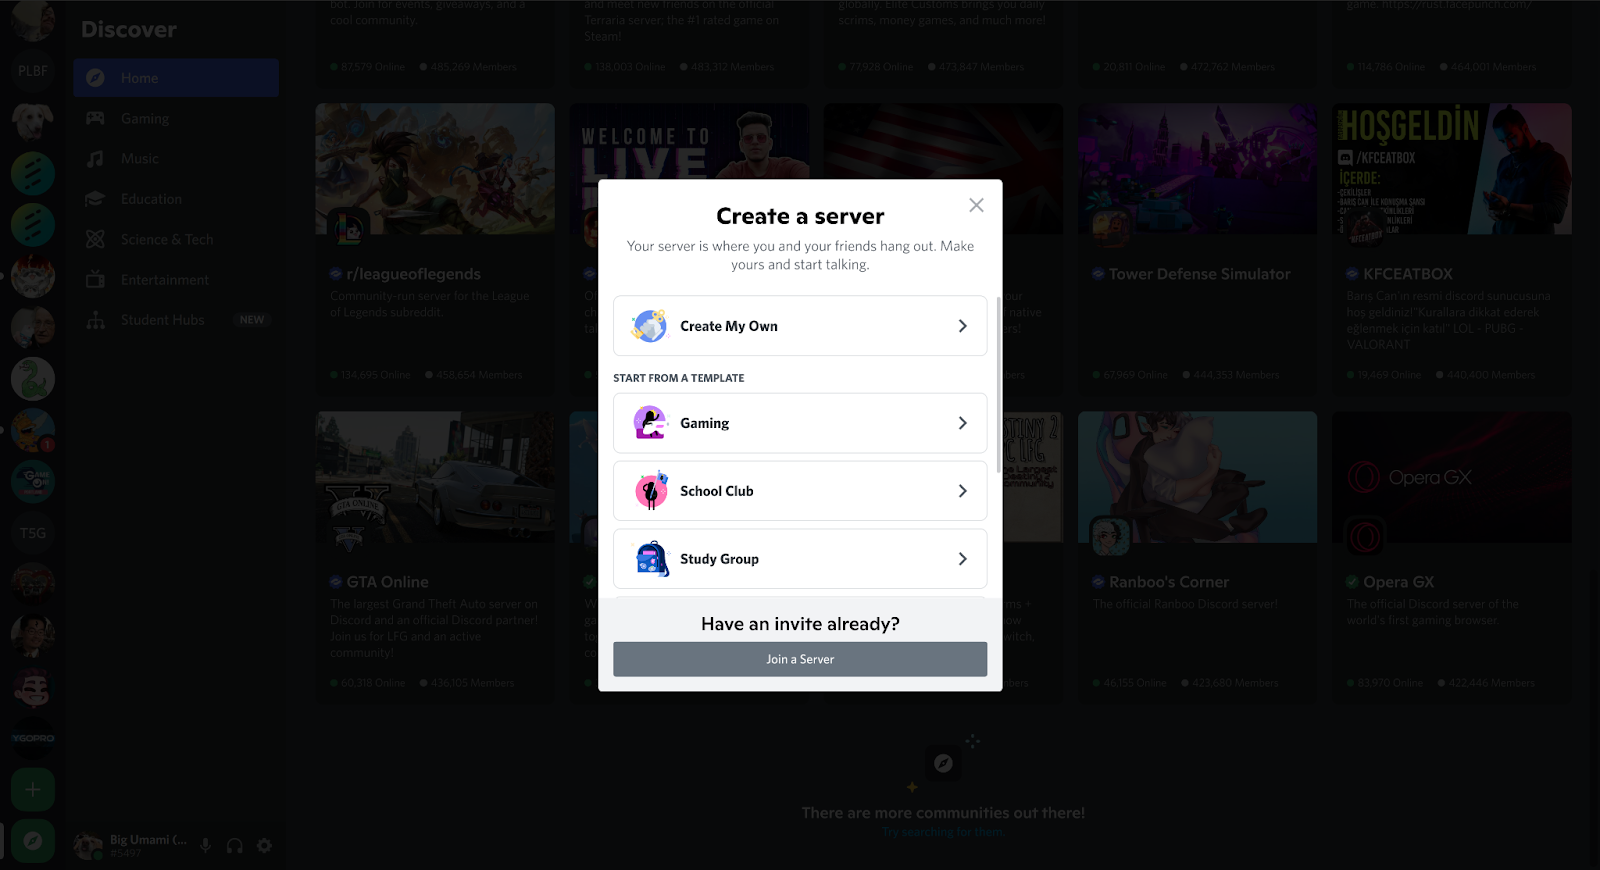 Discover
PLBF
Home
Gaming
Music
Education
Science & Tech
Entertainment
Student Hubs NEW
TSG
YGOPRO
Big Umami (...
#5497
bot. Join for events, giveaways, and a
cool community.
87,579 Online 485,269 Members
and meet new friends on the official
Terraria server; the #1 rated game on
Steam!
138,003 Online 483,312 Members
globally. Elite Customs brings you daily
scrims, money games, and much more!
77,928 Online 473,847 Members
20,811 Online 472,762 Members
game. https://rust.facepunch.com/
114,786 Online 464,001 Members
r/leagueoflegends
Community-run server for the League
of Legends subreddit.
134,695 Online 458,654 Members
WELCOME TO
LIVE
Tower Defense Simulator
67,969 Online 444,353 Members
HOŞGELDİN
/KFCEATBOX
İÇERDE:
KFCEATBOX
Barış Can'ın resmi discord sunucusuna
hoş geldiniz! "Kurallara dikkat ederek
eğlenmek için katıl" LOL - PUBG -
VALORANT
19,469 Online 440,400 Members
GTA ONLINE
GTA Online
The largest Grand Theft Auto server on
Discord and an official Discord partner!
Join us for LFG and an active
community!
60,318 Online 436,105 Members
Ranboo's Corner
The official Ranboo Discord server!
46,155 Online 423,680 Members
Opera GX
Opera GX
The official Discord server of the
world's first gaming browser.
83,970 Online 422,446 Members
Create a server
Your server is where you and your friends hang out. Make
yours and start talking.
Create My Own
START FROM A TEMPLATE
Gaming
School Club
Study Group
Have an invite already?
Join a Server
There are more communities out there!
Try searching for them.